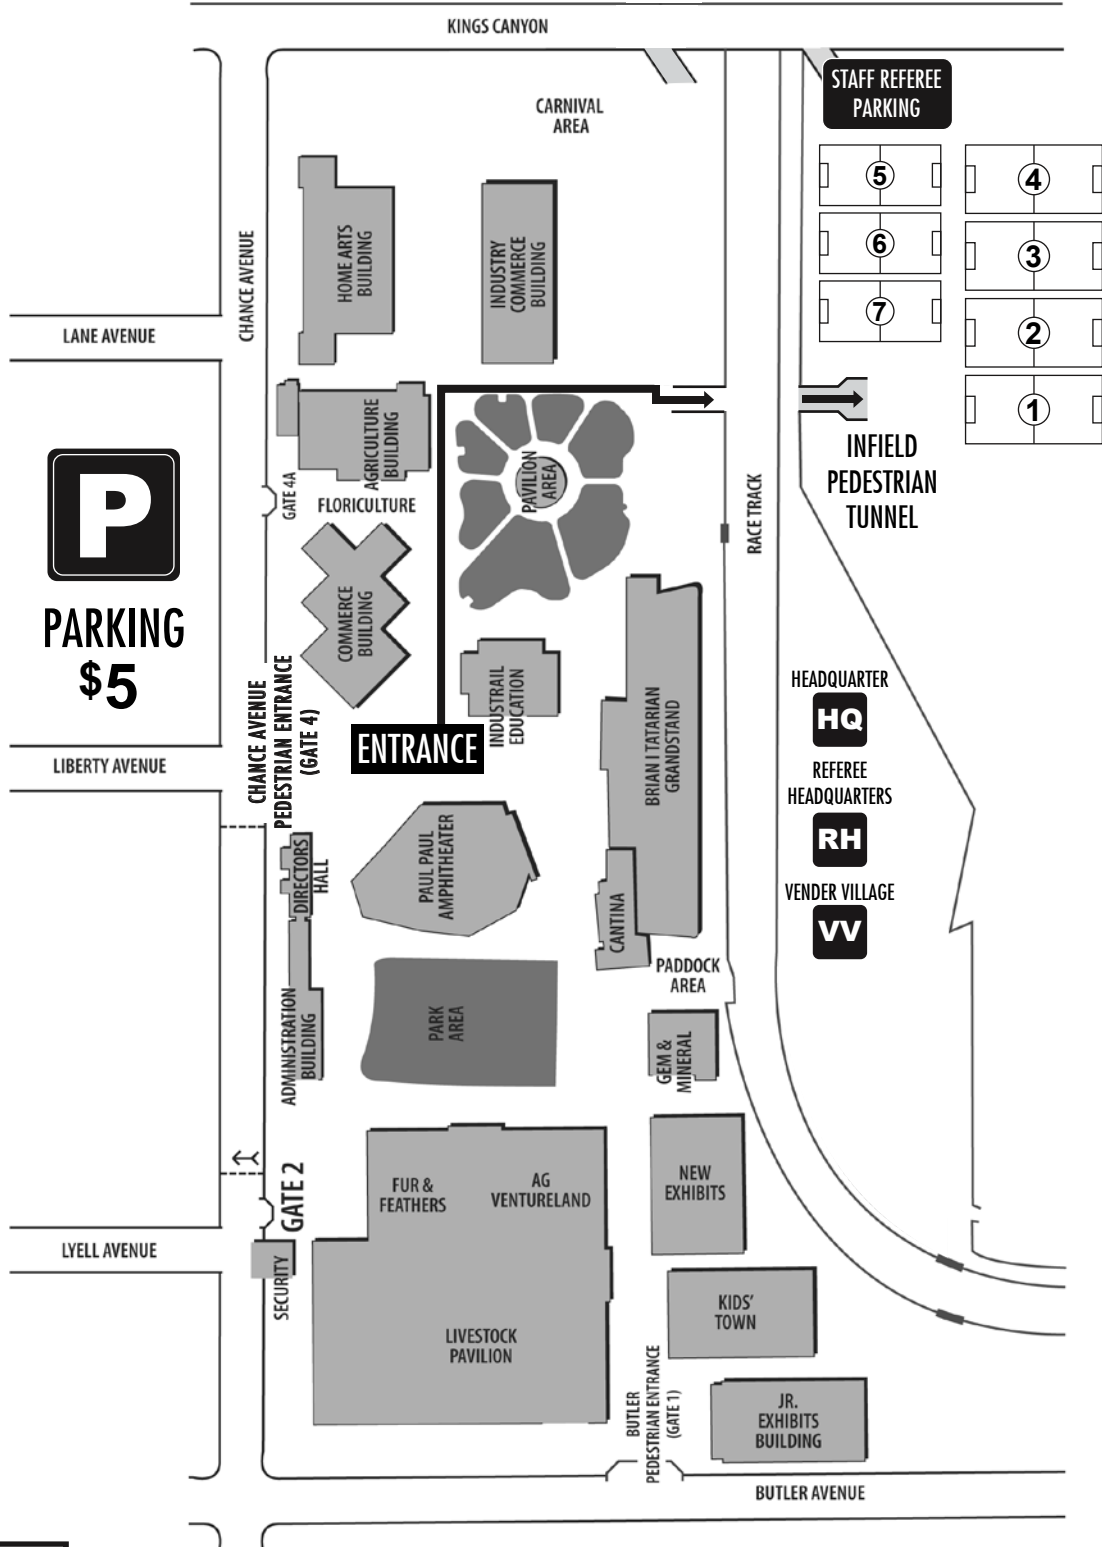 KINGS CANYON
CARNIVAL
AREA
STAFF REFEREE
PARKING
5
4
6
3
7
2
1
CHANCE AVENUE
HOME ARTS
BUILDING
INDUSTRY
COMMERCE
BUILDING
LANE AVENUE
AGRICULTURE
BUILDING
PAVILION
AREA
INFIELD
PEDESTRIAN
TUNNEL
RACE TRACK
GATE 4A
FLORICULTURE
P
PARKING
$5
COMMERCE
BUILDING
CHANCE AVENUE
PEDESTRIAN ENTRANCE
(GATE 4)
INDUSTRAIL
EDUCATION
ENTRANCE
BRIAN I TATARIAN
GRANDSTAND
HEADQUARTER
HQ
LIBERTY AVENUE
REFEREE
HEADQUARTERS
RH
VENDER VILLAGE
VV
DIRECTORS
HALL
PAUL PAUL
AMPHITHEATER
CANTINA
PADDOCK
AREA
ADMINISTRATION
BUILDING
PARK
AREA
GEM &
MINERAL
GATE 2
FUR &
FEATHERS
AG
VENTURELAND
NEW
EXHIBITS
LYELL AVENUE
SECURITY
LIVESTOCK
PAVILION
KIDS'
TOWN
BUTLER
PEDESTRIAN ENTRANCE
(GATE 1)
JR.
EXHIBITS
BUILDING
BUTLER AVENUE